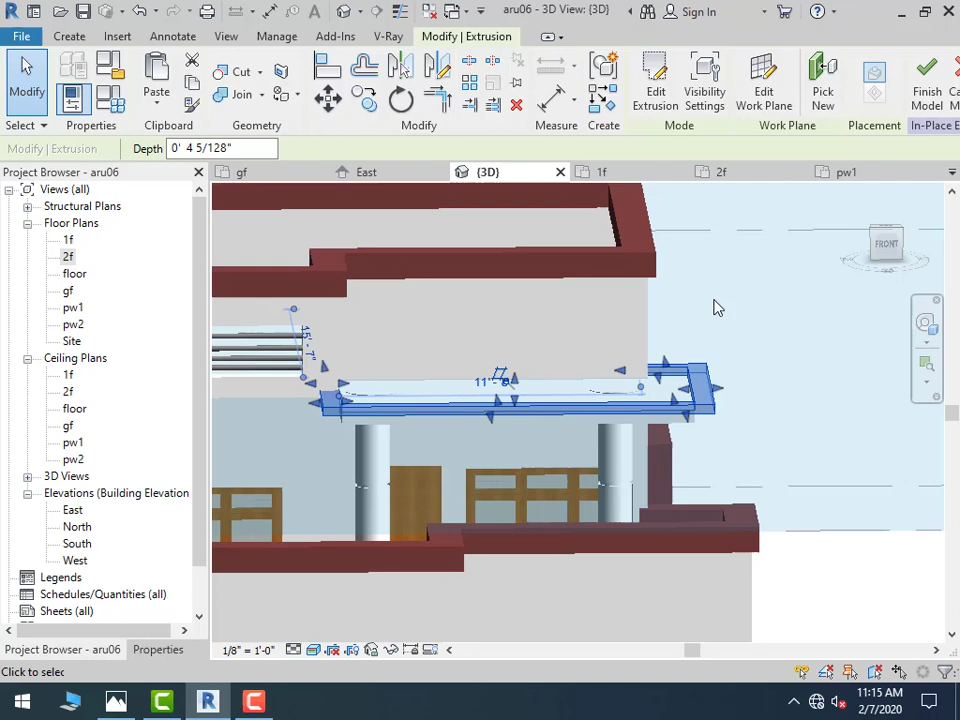 aru06 - 3D View: {3D}
Sign In
File
Create
Insert
Annotate
View
Manage
Add-Ins
V-Ray
Modify | Extrusion
Modify
Paste
Cut
Join
Edit Extrusion
Visibility Settings
Edit Work Plane
Pick New
Finish Model
Select
Properties
Clipboard
Geometry
Modify
Measure
Create
Mode
Work Plane
Placement
Modify | Extrusion
Depth
0' 4 5/128"
Project Browser - aru06
gf
East
{3D}
1f
2f
pw1
Views (all)
Structural Plans
Floor Plans
1f
2f
floor
gf
pw1
pw2
Site
Ceiling Plans
1f
2f
floor
gf
pw1
pw2
3D Views
Elevations (Building Elevation
East
North
South
West
Legends
Schedules/Quantities (all)
Sheets (all)
FRONT
15' - 7"
Project Browser - aru06
Properties
1/8" = 1'-0"
Click to selec
11:15 AM
2/7/2020